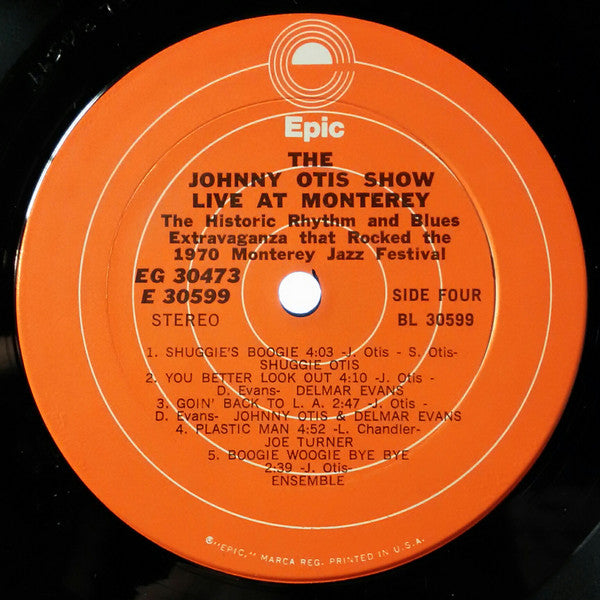 Epic
THE
JOHNNY OTIS SHOW
LIVE AT MONTEREY
The Historic Rhythm and Blues
Extravaganza that Rocked the
1970 Monterey Jazz Festival
EG 30473
E 30599
SIDE FOUR
STEREO
BL 30599
1. SHUGGIE'S BOOGIE 4:03 -J. Otis - S. Otis-
SHUGGIE OTIS
2. YOU BETTER LOOK OUT 4:10 -J. Otis -
D. Evans- DELMAR EVANS
3. GOIN' BACK TO L. A. 2:47 -J. Otis -
D. Evans- JOHNNY OTIS & DELMAR EVANS
4. PLASTIC MAN 4:52 -L. Chandler-
JOE TURNER
5. BOOGIE WOOGIE BYE BYE
2:39 -J. Otis-
ENSEMBLE
"EPIC," MARCA REG. PRINTED IN U.S.A.